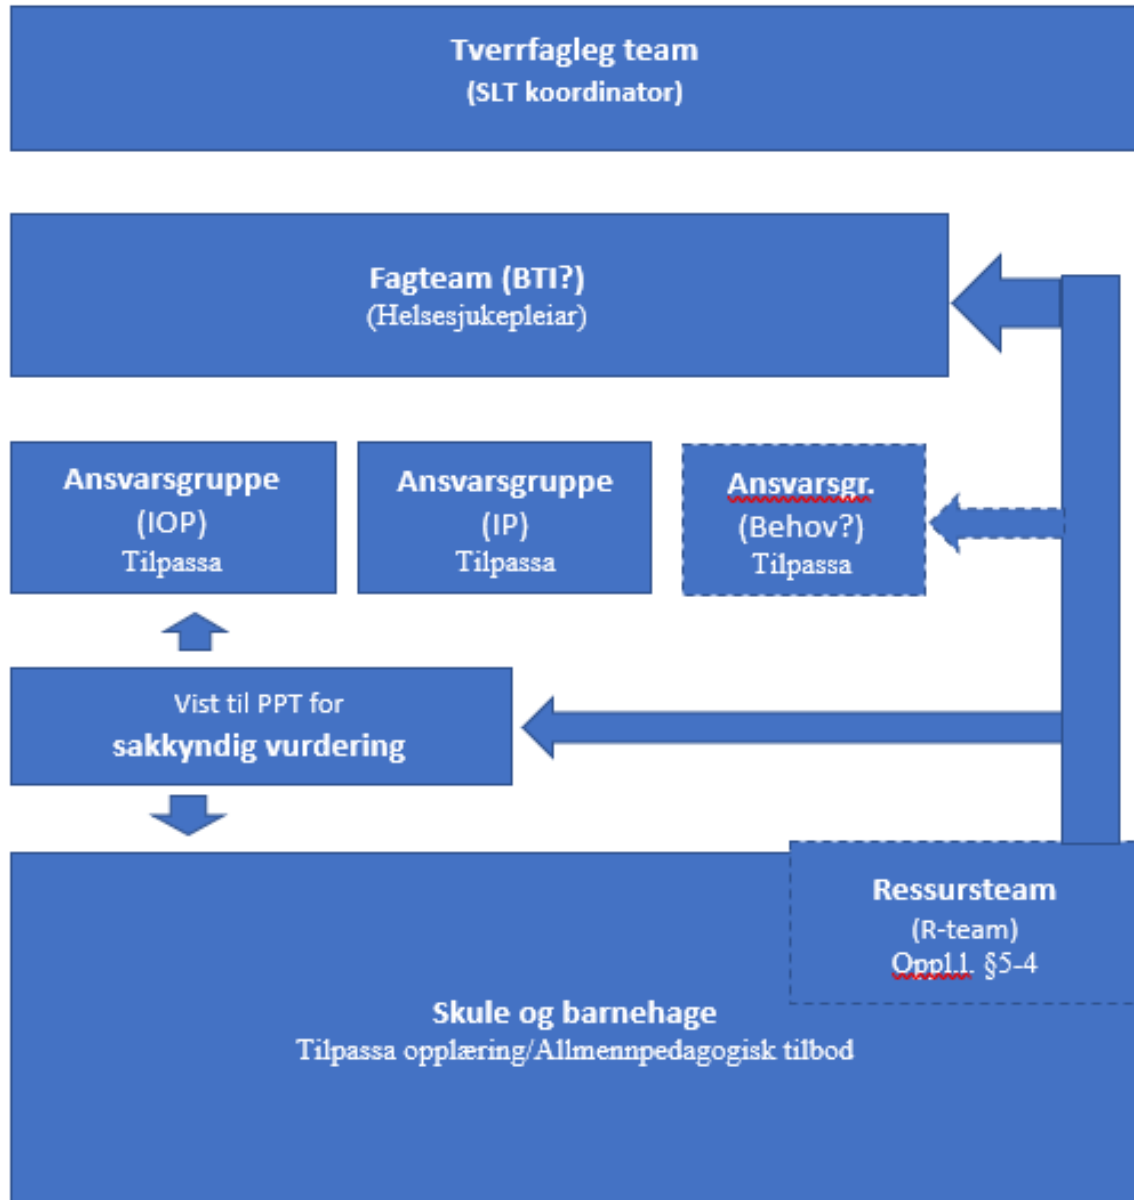 Tverrfagleg team
(SLT koordinator)
Fagteam (BTI?)
(Helsesjukepleiar)
Ansvarsgruppe
(IOP)
Tilpassa
Ansvarsgruppe
(IP)
Tilpassa
Ansvarsgr.
(Behov?)
Tilpassa
Vist til PPT for
sakkyndig vurdering
Ressursteam
(R-team)
Oppl.l. §5-4
Skule og barnehage
Tilpassa opplæring/Allmennpedagogisk tilbod